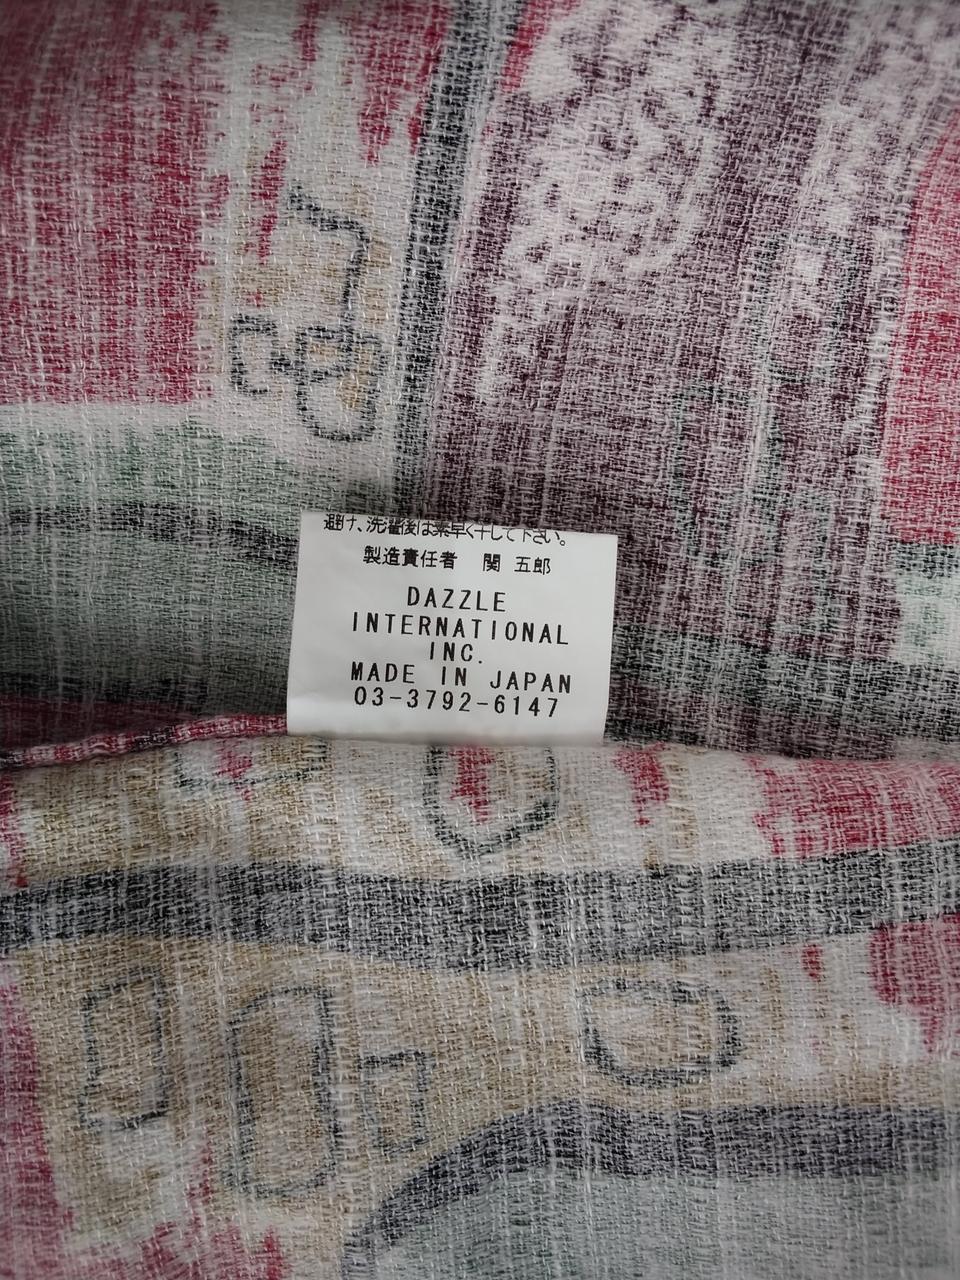 避け、洗濯後は素早く干して下さい。
製造責任者 関 五郎
DAZZLE
INTERNATIONAL
INC.
MADE IN JAPAN
03-3792-6147